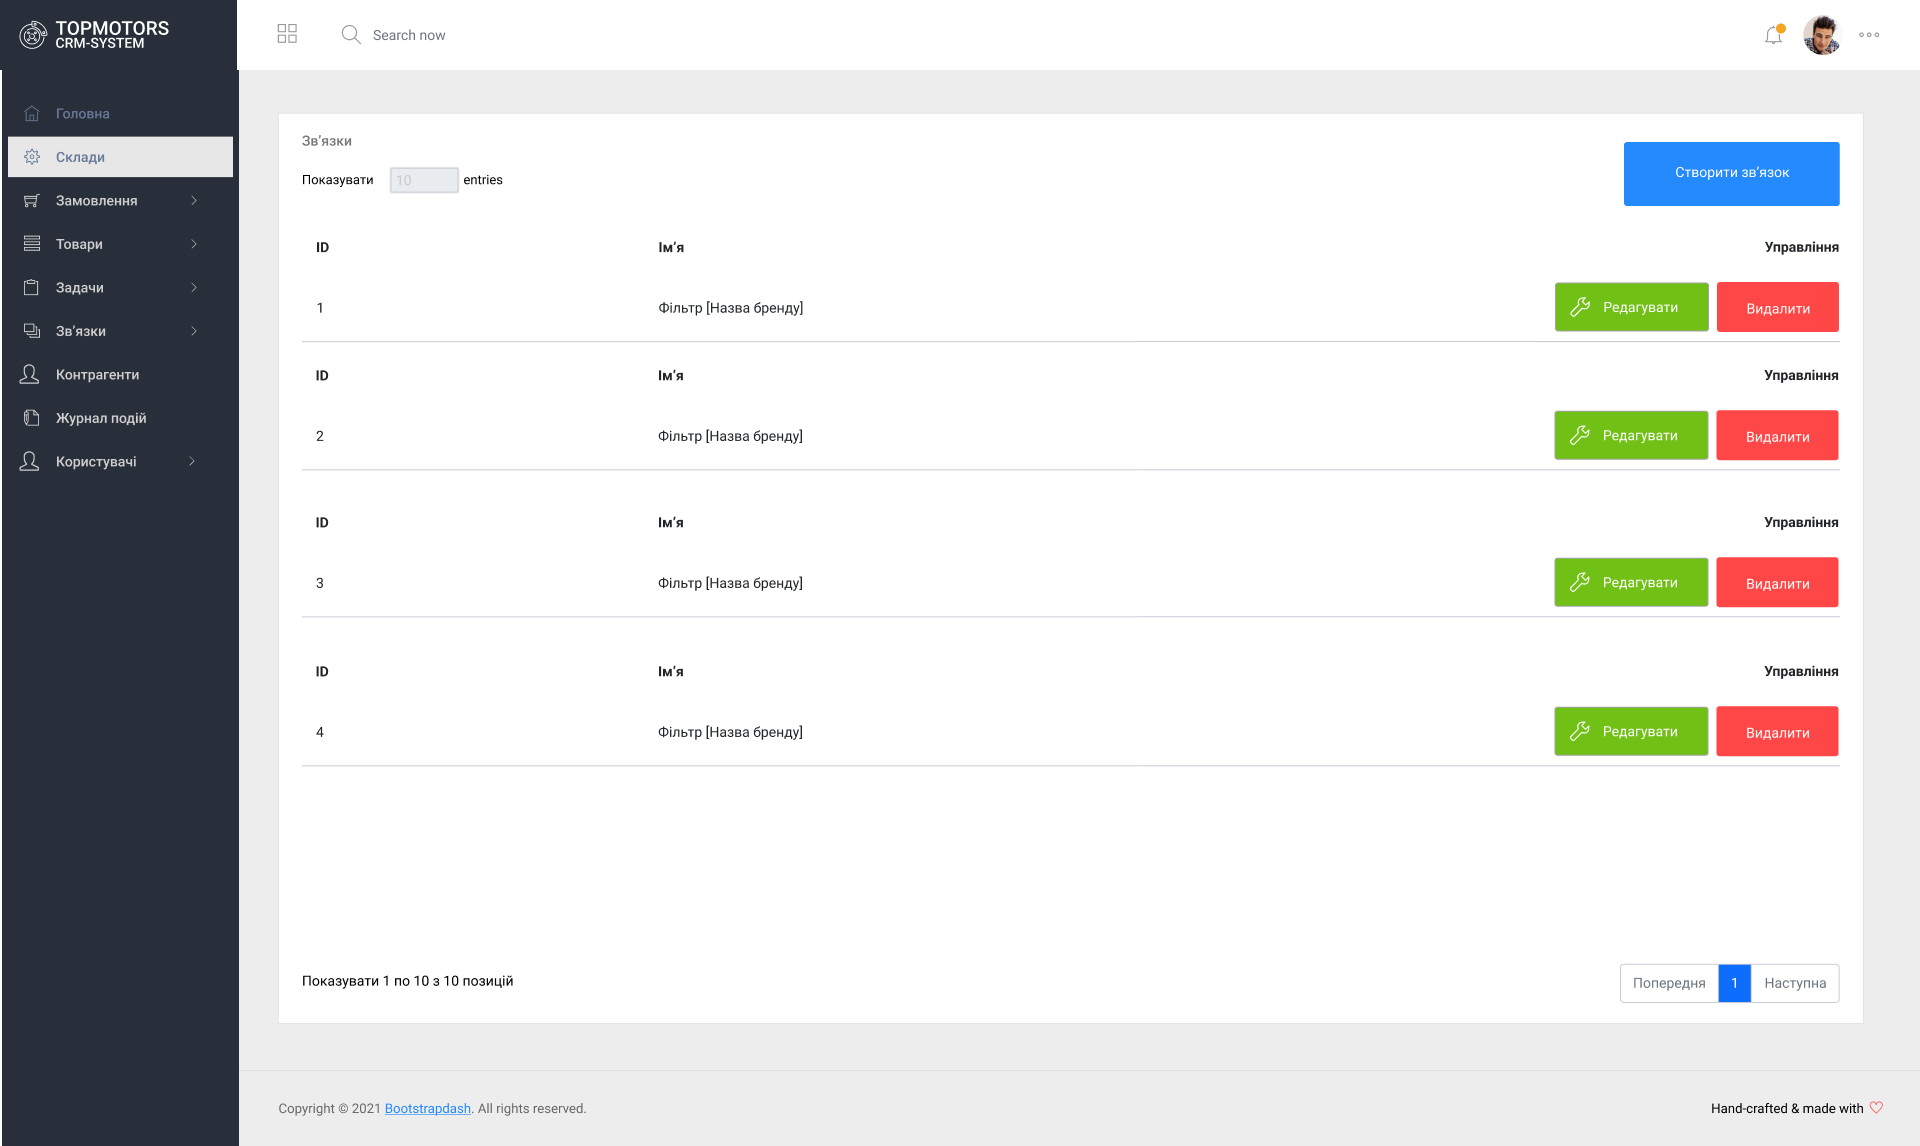 TOPMOTORS
CRM-SYSTEM
Search now
Головна
Склади
Замовлення
Товари
Задачи
Зв’язки
Контрагенти
Журнал подій
Користувачі
Зв’язки
Показувати 10 entries
Створити зв’язок
ID Ім’я Управління
1 Фільтр [Назва бренду] Редагувати Видалити
ID Ім’я Управління
2 Фільтр [Назва бренду] Редагувати Видалити
ID Ім’я Управління
3 Фільтр [Назва бренду] Редагувати Видалити
ID Ім’я Управління
4 Фільтр [Назва бренду] Редагувати Видалити
Показувати 1 по 10 з 10 позицій
Попередня 1 Наступна
Copyright © 2021 Bootstrapdash. All rights reserved.
Hand-crafted & made with